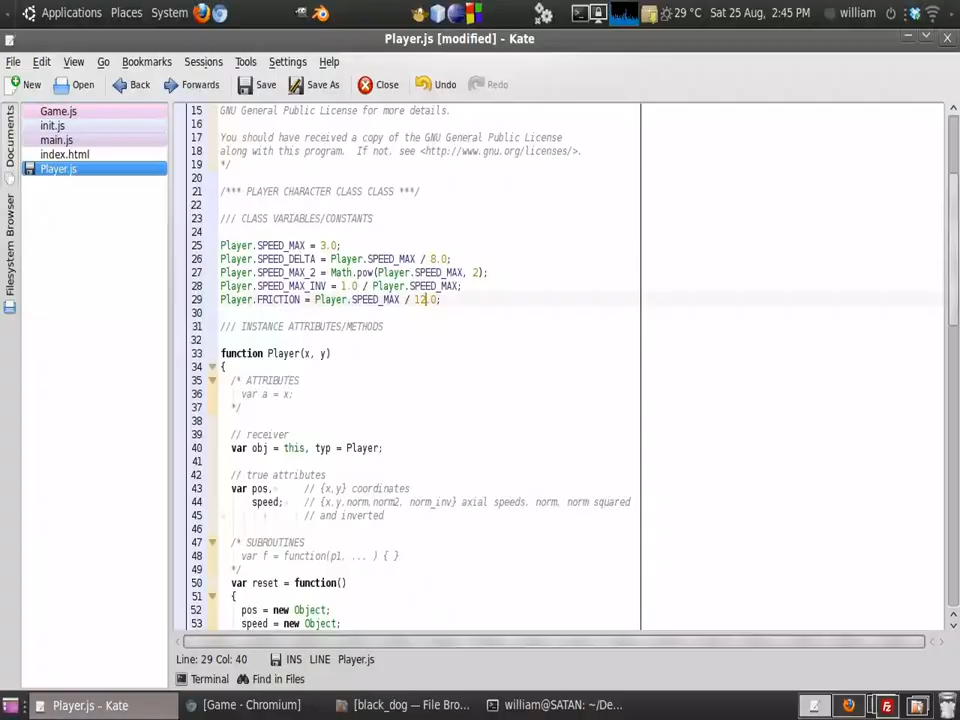 Applications Places System 29 °C Sat 25 Aug, 2:45 PM william
Player.js [modified] - Kate
File Edit View Go Bookmarks Sessions Tools Settings Help
New Open Back Forwards Save Save As Close Undo Redo
Documents
Filesystem Browser
Game.js
init.js
main.js
index.html
Player.js
15 GNU General Public License for more details.
16
17 You should have received a copy of the GNU General Public License
18 along with this program. If not, see <http://www.gnu.org/licenses/>.
19 */
20
21 /*** PLAYER CHARACTER CLASS CLASS ***/
22
23 /// CLASS VARIABLES/CONSTANTS
24
25 Player.SPEED_MAX = 3.0;
26 Player.SPEED_DELTA = Player.SPEED_MAX / 8.0;
27 Player.SPEED_MAX_2 = Math.pow(Player.SPEED_MAX, 2);
28 Player.SPEED_MAX_INV = 1.0 / Player.SPEED_MAX;
29 Player.FRICTION = Player.SPEED_MAX / 12.0;
30
31 /// INSTANCE ATTRIBUTES/METHODS
32
33 function Player(x, y)
34 {
35 /* ATTRIBUTES
36 var a = x;
37 */
38
39 // receiver
40 var obj = this, typ = Player;
41
42 // true attributes
43 var pos, // {x,y} coordinates
44 speed; // {x,y,norm,norm2, norm_inv} axial speeds, norm, norm squared
45 // and inverted
46
47 /* SUBROUTINES
48 var f = function(p1, ... ) { }
49 */
50 var reset = function()
51 {
52 pos = new Object;
53 speed = new Object;
Line: 29 Col: 40 INS LINE Player.js
Terminal Find in Files
Player.js - Kate [Game - Chromium] [black_dog — File Bro... william@SATAN: ~/De...